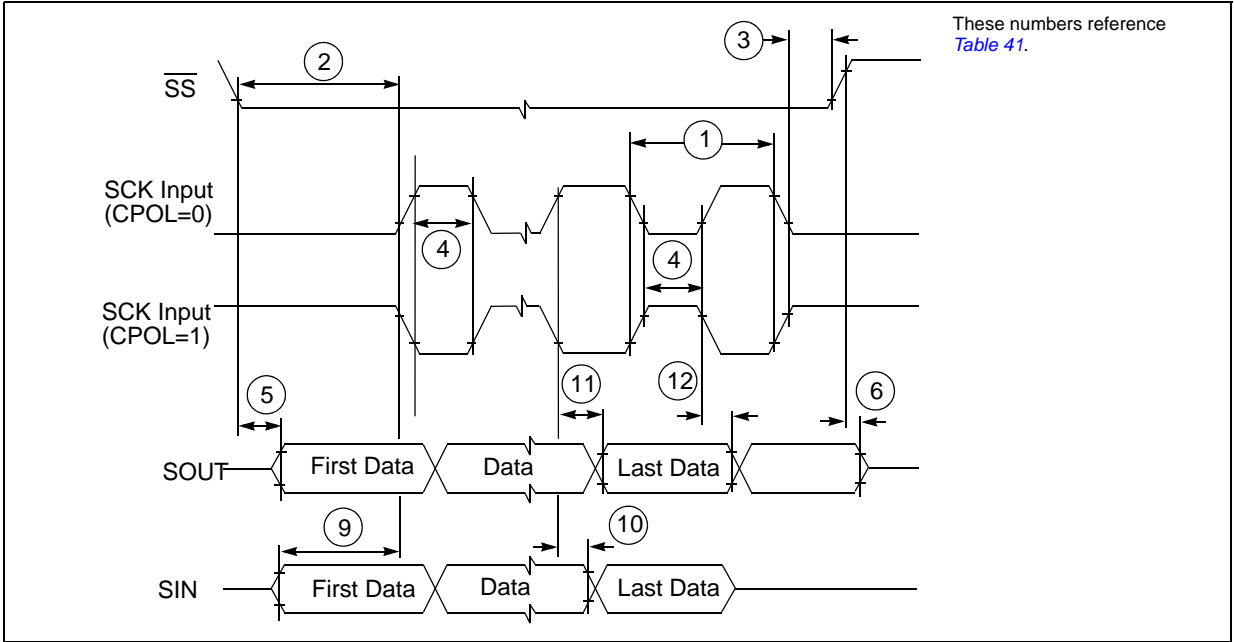 These numbers reference
Table 41.
3
2
SS
1
SCK Input
(CPOL=0)
4
4
SCK Input
(CPOL=1)
11
12
5
6
SOUT
First Data
Data
Last Data
9
10
SIN
First Data
Data
Last Data